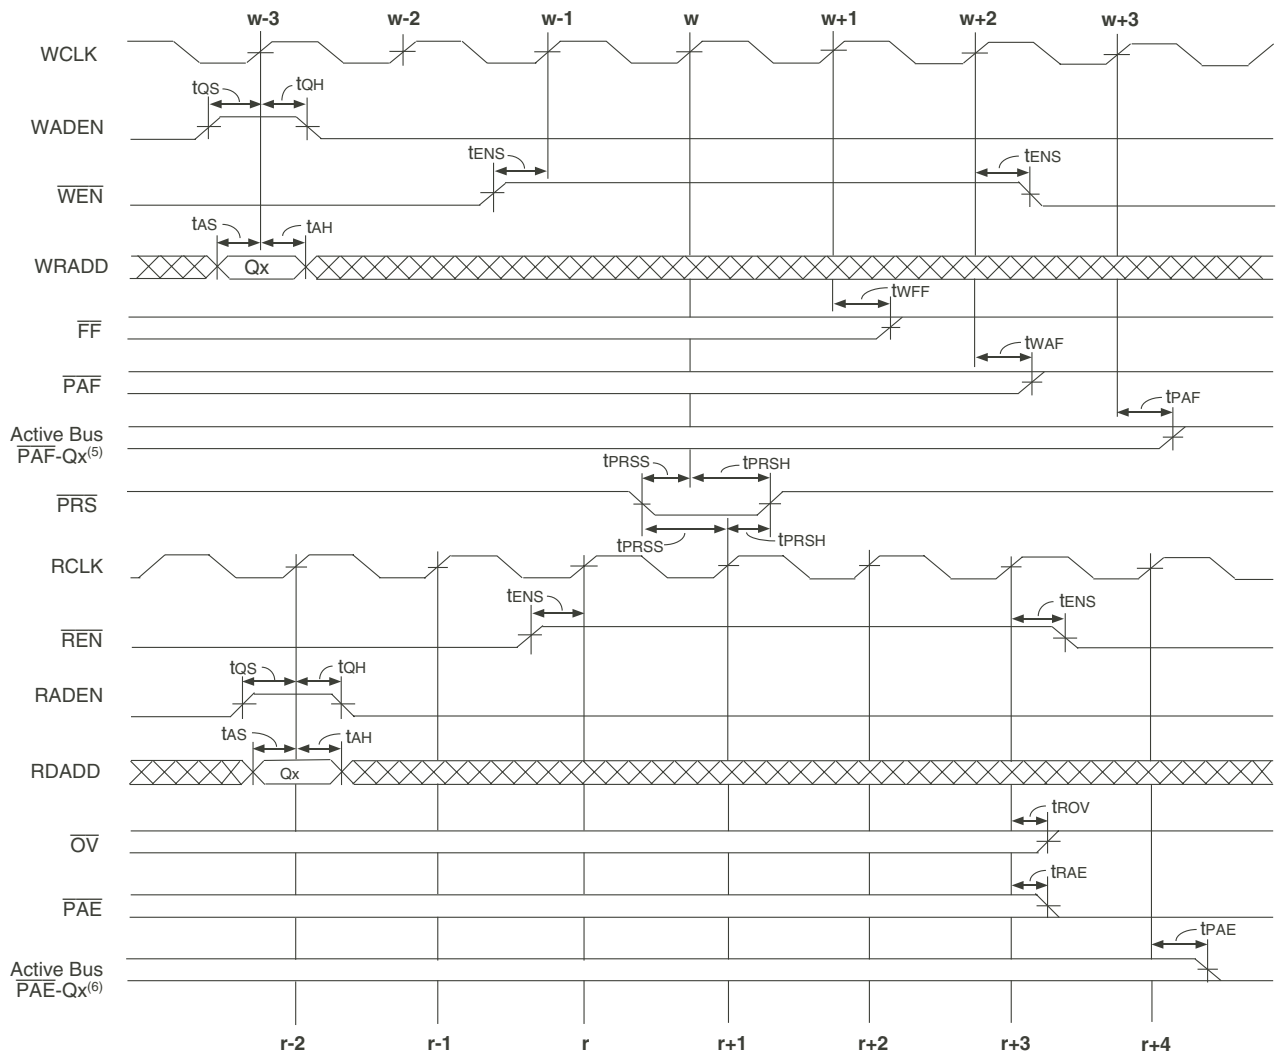 w-3 w-2 w-1 w w+1 w+2 w+3
WCLK
tQS tQH
WADEN
tENS tENS
WEN
tAS tAH
WRADD Qx
tWFF
FF
tWAF
PAF
tPAF
Active Bus
PAF-Qx(5)
tPRSS tPRSH
PRS
tPRSS tPRSH
RCLK
tENS tENS
REN
tQS tQH
RADEN
tAS tAH
RDADD Qx
tROV
OV
tRAE
PAE
tPAE
Active Bus
PAE-Qx(6)
r-2 r-1 r r+1 r+2 r+3 r+4